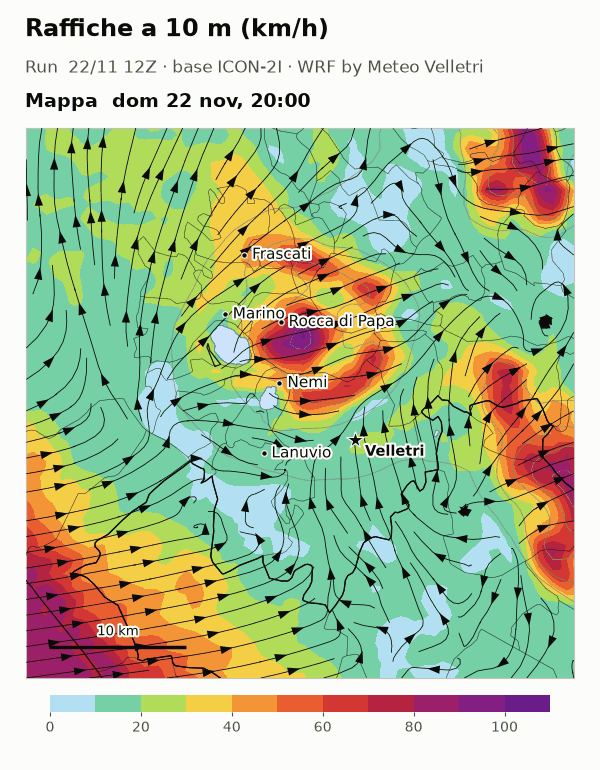 Raffiche a 10 m (km/h)
Run 22/11 12Z · base ICON-2I · WRF by Meteo Velletri
Mappa dom 22 nov, 20:00
Frascati
Marino
Rocca di Papa
Nemi
Velletri
Lanuvio
10 km
0 20 40 60 80 100